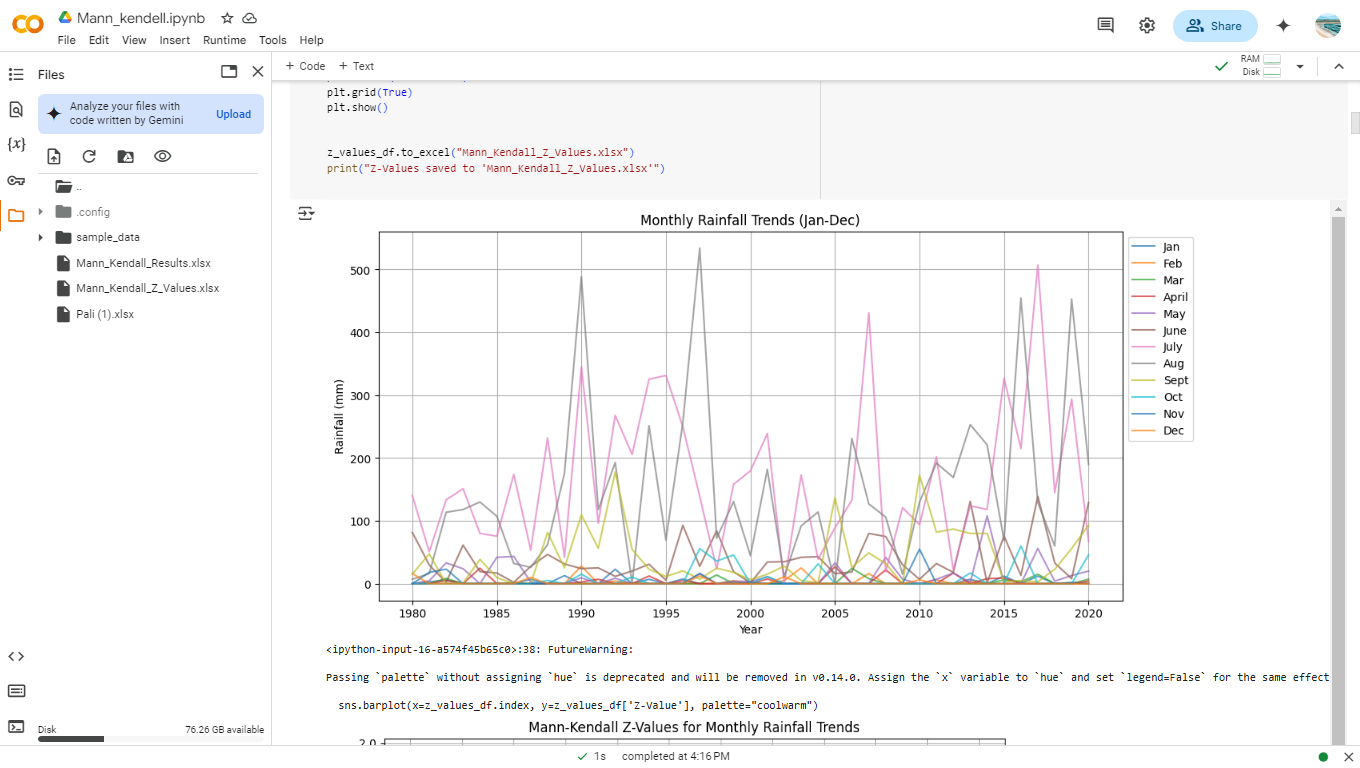 Mann_kendell.ipynb
File Edit View Insert Runtime Tools Help
Share
Files
+ Code + Text
RAM
Disk
Analyze your files with
code written by Gemini
Upload
{x}
..
.config
sample_data
Mann_Kendall_Results.xlsx
Mann_Kendall_Z_Values.xlsx
Pali (1).xlsx
Disk
76.26 GB available
plt.grid(True)
plt.show()
z_values_df.to_excel("Mann_Kendall_Z_Values.xlsx")
print("Z-Values saved to 'Mann_Kendall_Z_Values.xlsx'")
Monthly Rainfall Trends (Jan-Dec)
Rainfall (mm)
500
400
300
200
100
0
1980 1985 1990 1995 2000 2005 2010 2015 2020
Year
Jan
Feb
Mar
April
May
June
July
Aug
Sept
Oct
Nov
Dec
<ipython-input-16-a574f45b65c0>:38: FutureWarning:
Passing `palette` without assigning `hue` is deprecated and will be removed in v0.14.0. Assign the `x` variable to `hue` and set `legend=False` for the same effect
sns.barplot(x=z_values_df.index, y=z_values_df['Z-Value'], palette="coolwarm")
Mann-Kendall Z-Values for Monthly Rainfall Trends
2.0
1s completed at 4:16 PM